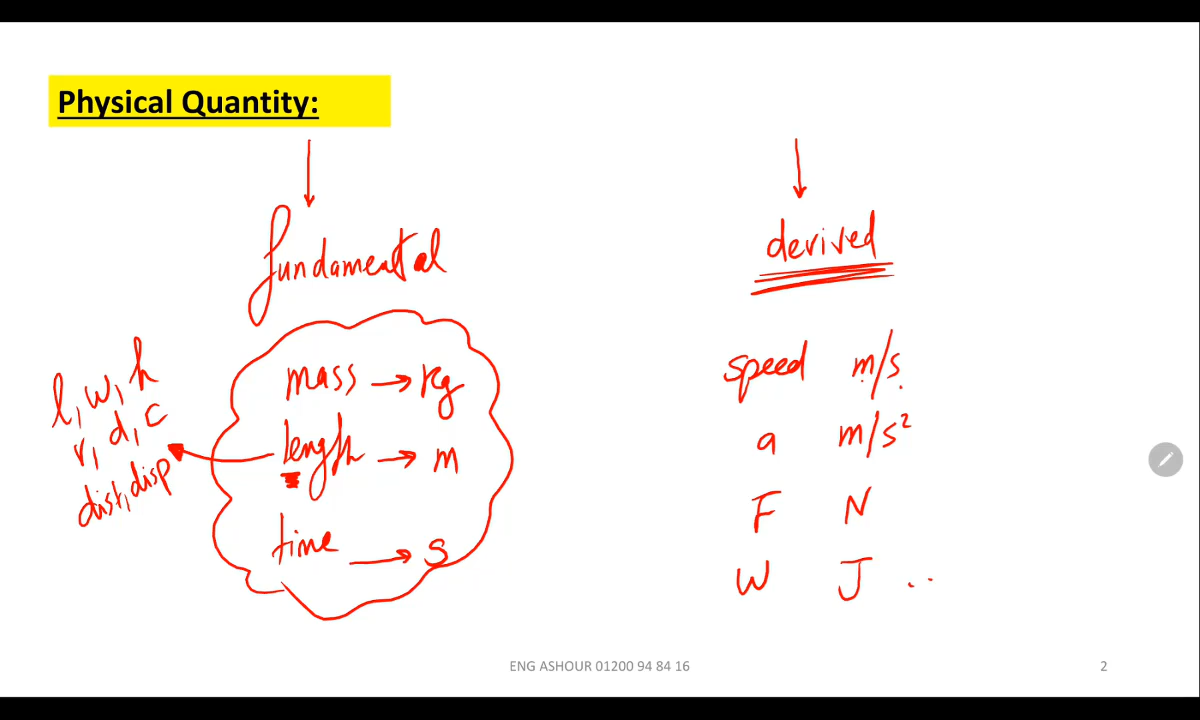 Physical Quantity:
fundamental
derived
mass → kg
length → m
time → s
l, w, h
r, d, c
dist, disp
speed m/s
a m/s²
F N
W J ..
ENG ASHOUR 01200 94 84 16
2